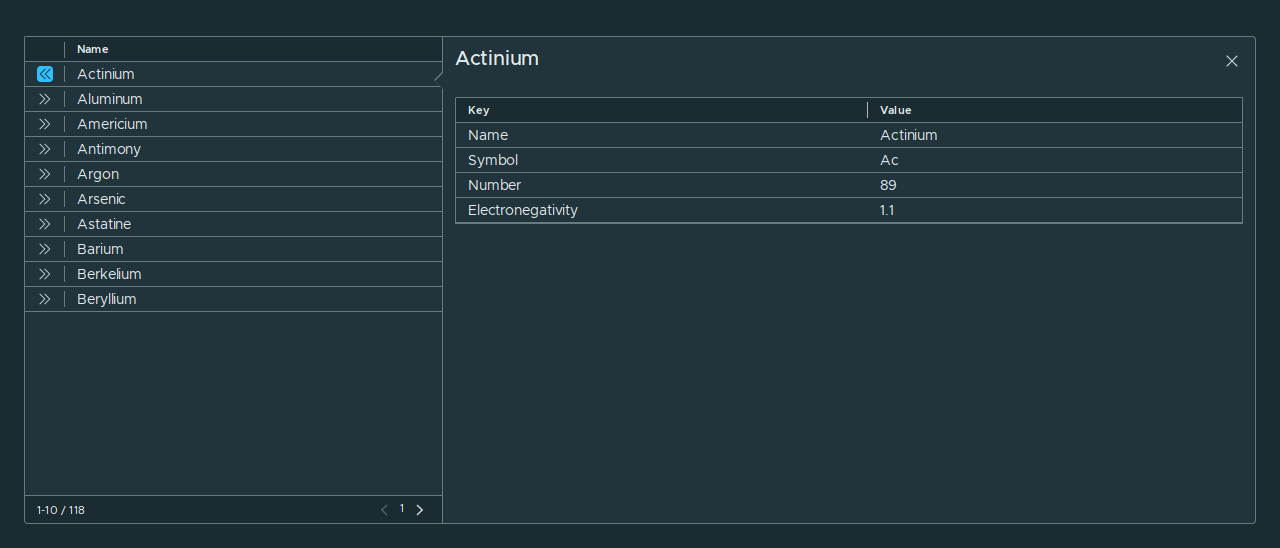 Name
Actinium
Aluminum
Americium
Antimony
Argon
Arsenic
Astatine
Barium
Berkelium
Beryllium
1-10 / 118
1
Actinium
Key Value
Name Actinium
Symbol Ac
Number 89
Electronegativity 1.1